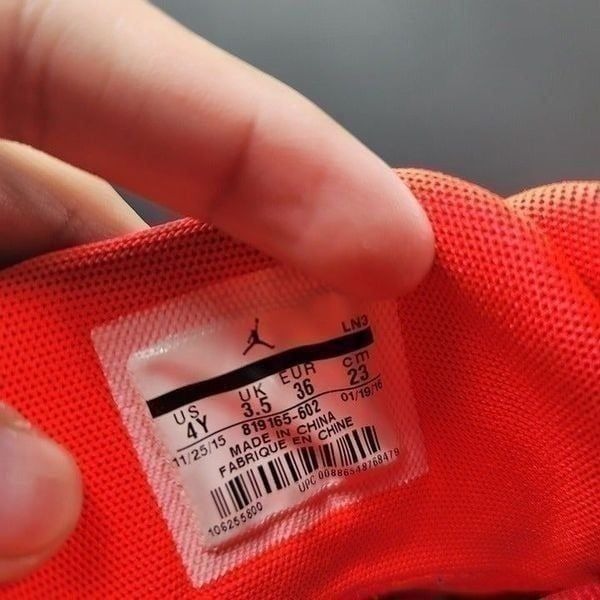 LN3
US UK EUR cm
4Y 3.5 36 23
11/25/15 819165-602 01/19/16
MADE IN CHINA
FABRIQUE EN CHINE
106255800 UPC 00886548768479